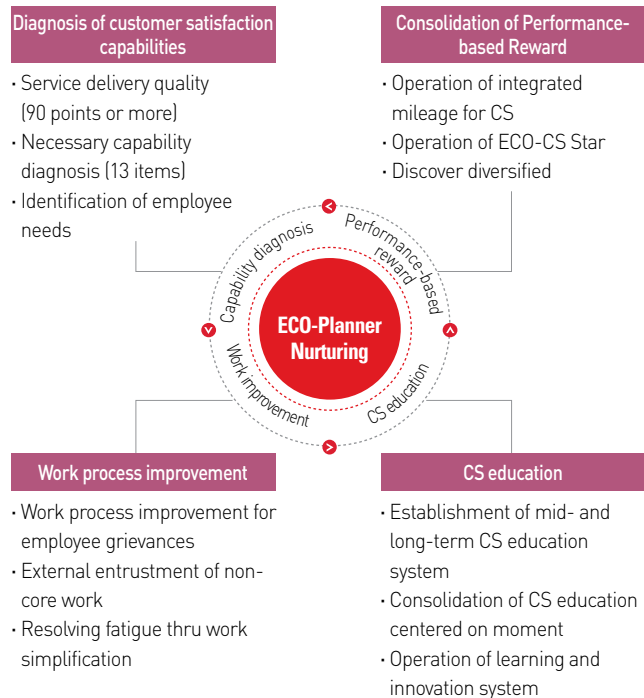 Diagnosis of customer satisfaction
capabilities
· Service delivery quality
(90 points or more)
· Necessary capability
diagnosis (13 items)
· Identification of employee
needs
Consolidation of Performance-
based Reward
· Operation of integrated
mileage for CS
· Operation of ECO-CS Star
· Discover diversified
Capability diagnosis
Performance-based
reward
ECO-Planner
Nurturing
Work improvement
CS education
Work process improvement
· Work process improvement for
employee grievances
· External entrustment of non-
core work
· Resolving fatigue thru work
simplification
CS education
· Establishment of mid- and
long-term CS education
system
· Consolidation of CS education
centered on moment
· Operation of learning and
innovation system